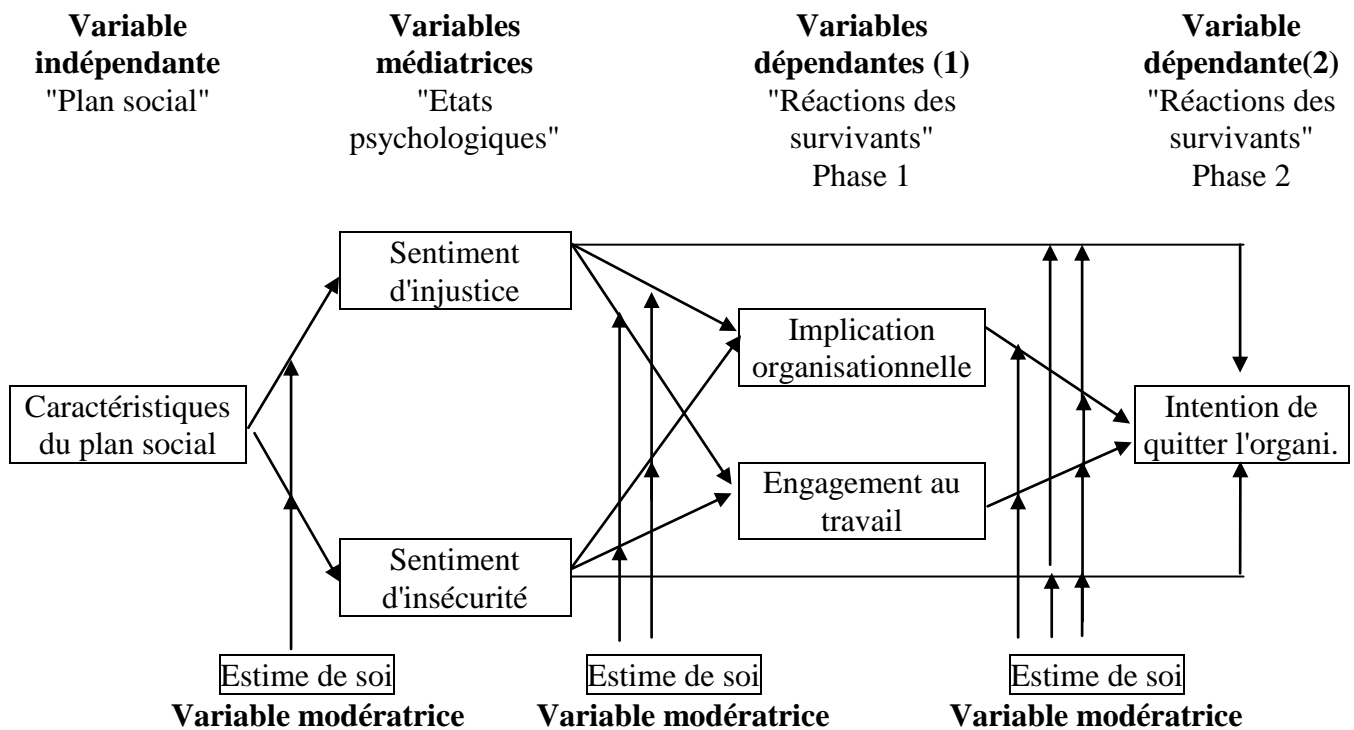 Variable
indépendante
"Plan social"
Variables
médiatrices
"Etats
psychologiques"
Variables
dépendantes (1)
"Réactions des
survivants"
Phase 1
Variable
dépendante(2)
"Réactions des
survivants"
Phase 2
Caractéristiques
du plan social
Sentiment
d'injustice
Sentiment
d'insécurité
Implication
organisationnelle
Engagement au
travail
Intention de
quitter l'organi.
Estime de soi
Variable modératrice
Estime de soi
Variable modératrice
Estime de soi
Variable modératrice